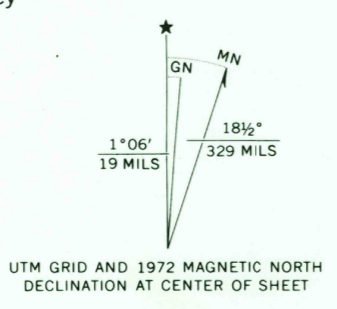 ★
GN
MN
1°06′
19 MILS
18½°
329 MILS
UTM GRID AND 1972 MAGNETIC NORTH
DECLINATION AT CENTER OF SHEET